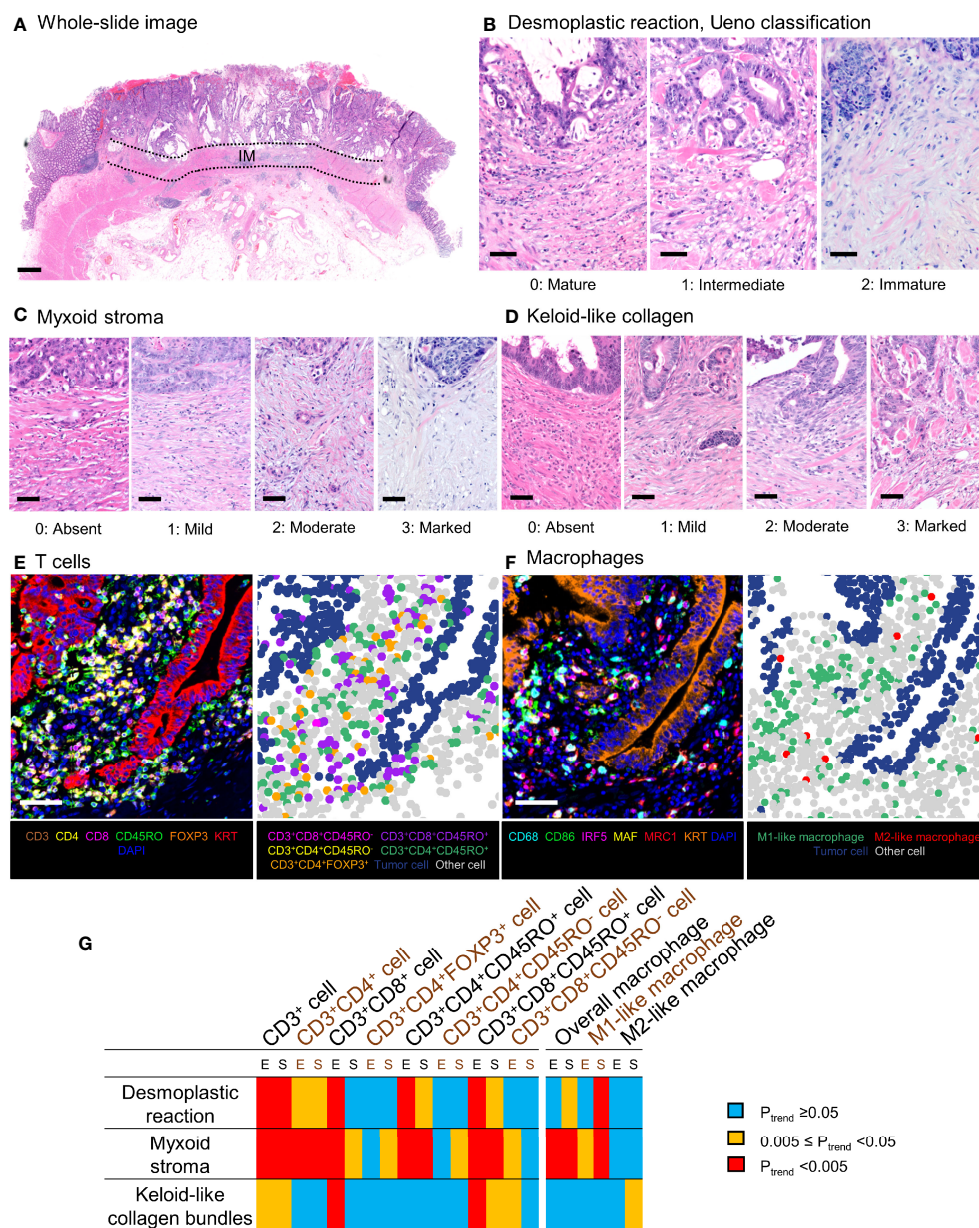 A Whole-slide image
IM
B Desmoplastic reaction, Ueno classification
0: Mature
1: Intermediate
2: Immature
C Myxoid stroma
0: Absent
1: Mild
2: Moderate
3: Marked
D Keloid-like collagen
0: Absent
1: Mild
2: Moderate
3: Marked
E T cells
CD3 CD4 CD8 CD45RO FOXP3 KRT
DAPI
CD3⁺CD8⁺CD45RO⁻ CD3⁺CD8⁺CD45RO⁺
CD3⁺CD4⁺CD45RO⁻ CD3⁺CD4⁺CD45RO⁺
CD3⁺CD4⁺FOXP3⁺ Tumor cell Other cell
F Macrophages
CD68 CD86 IRF5 MAF MRC1 KRT DAPI
M1-like macrophage M2-like macrophage
Tumor cell Other cell
G
CD3⁺ cell
CD3⁺CD4⁺ cell
CD3⁺CD8⁺ cell
CD3⁺CD4⁺FOXP3⁺ cell
CD3⁺CD4⁺CD45RO⁺ cell
CD3⁺CD4⁺CD45RO⁻ cell
CD3⁺CD8⁺CD45RO⁺ cell
CD3⁺CD8⁺CD45RO⁻ cell
Overall macrophage
M1-like macrophage
M2-like macrophage
E S E S E S E S E S E S E S E S E S E S E S
Desmoplastic
reaction
Myxoid
stroma
Keloid-like
collagen bundles
P trend ≥0.05
0.005 ≤ P trend <0.05
P trend <0.005